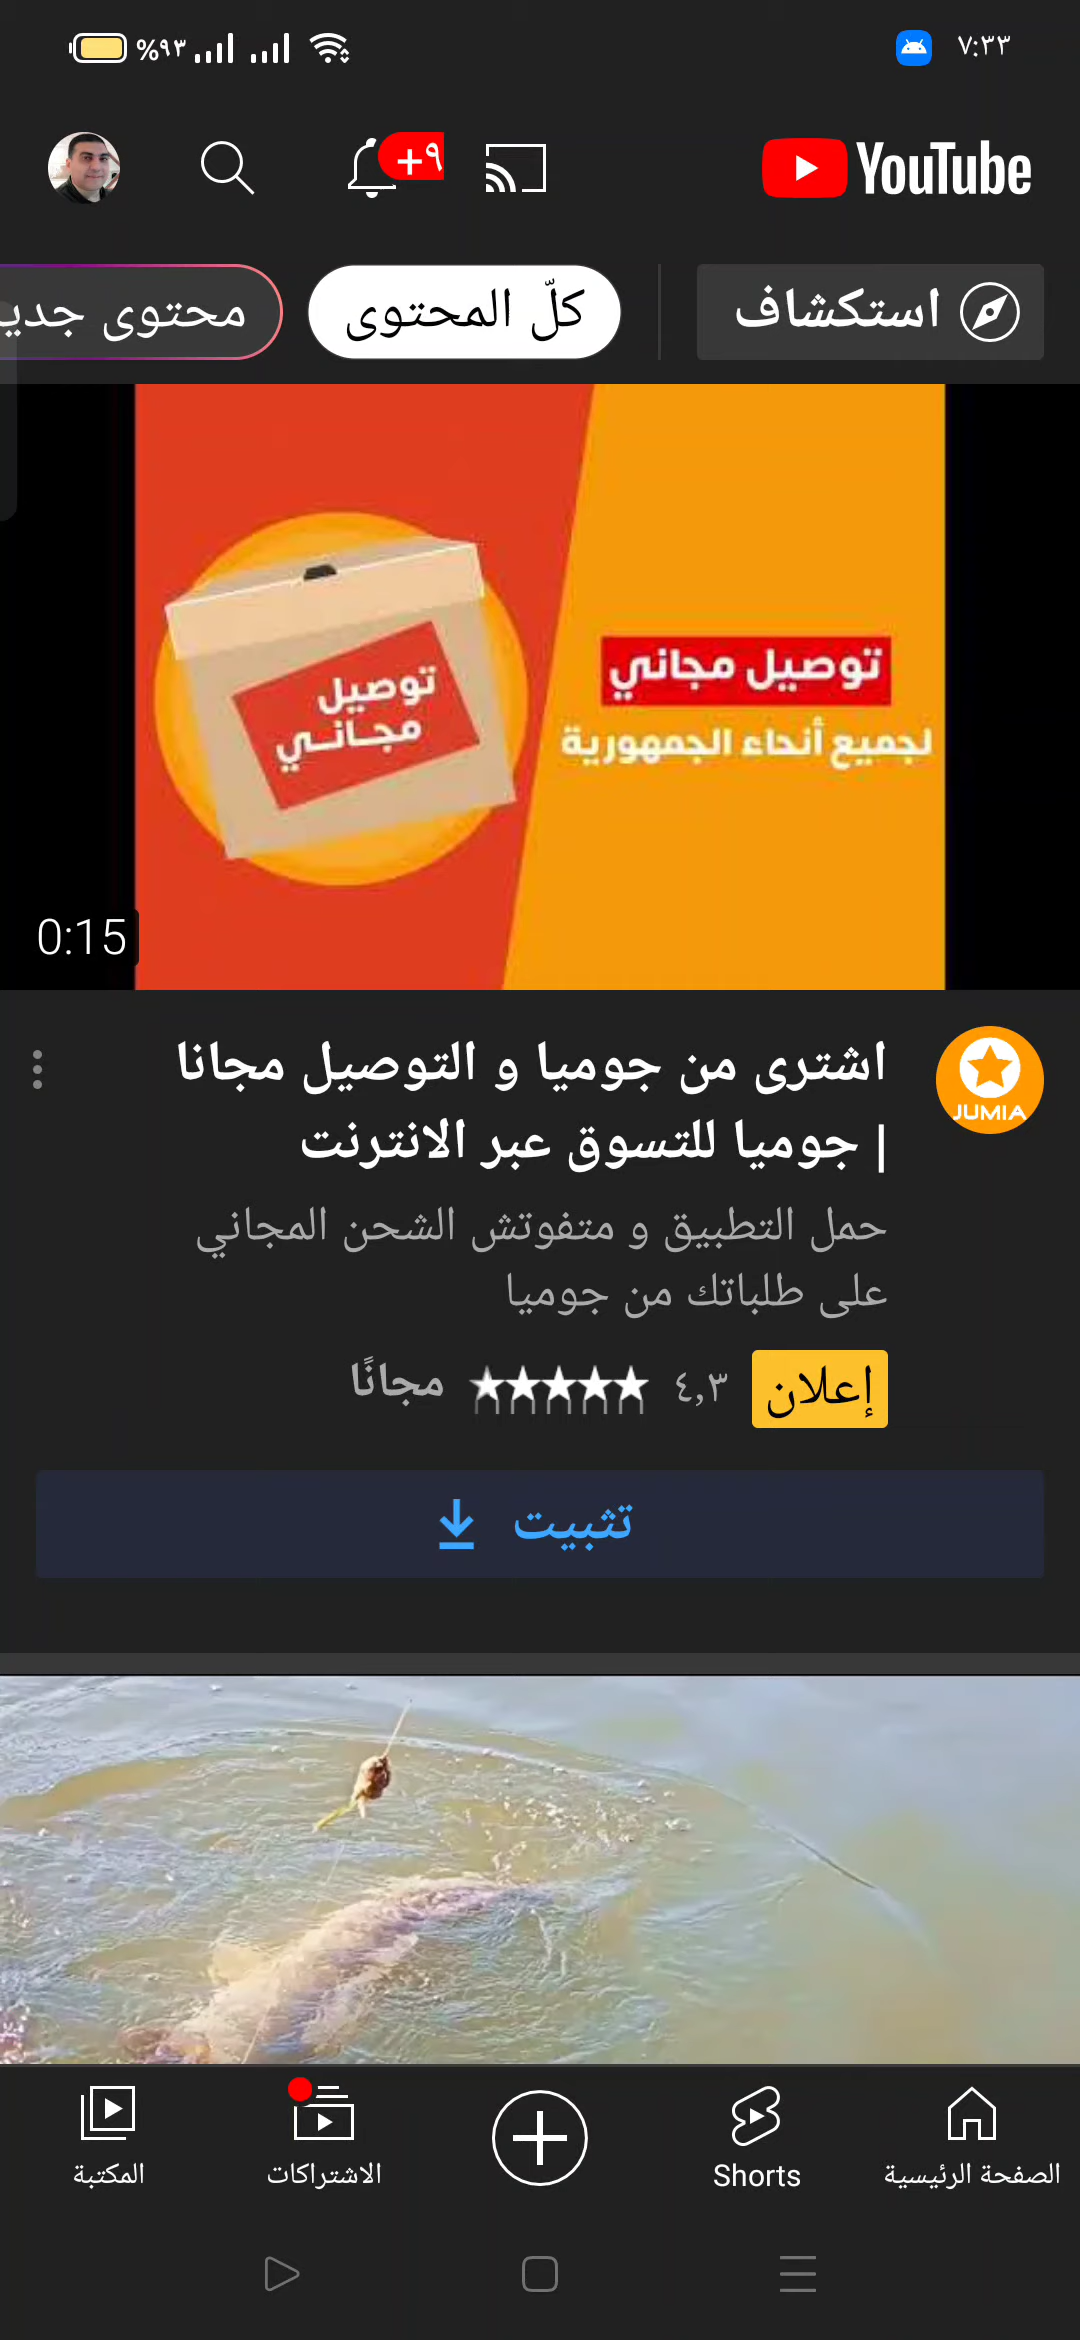 %٩٣
٧:٣٣
YouTube
+٩
استكشاف
كلّ المحتوى
محتوى جدي
توصيل مجاني
لجميع أنحاء الجمهورية
توصيل
مجاني
0:15
اشترى من جوميا و التوصيل مجانا
| جوميا للتسوق عبر الانترنت
JUMIA
حمل التطبيق و متفوتش الشحن المجاني
على طلباتك من جوميا
إعلان ٤,٣ ★★★★★ مجانًا
تثبيت
الصفحة الرئيسية
Shorts
الاشتراكات
المكتبة